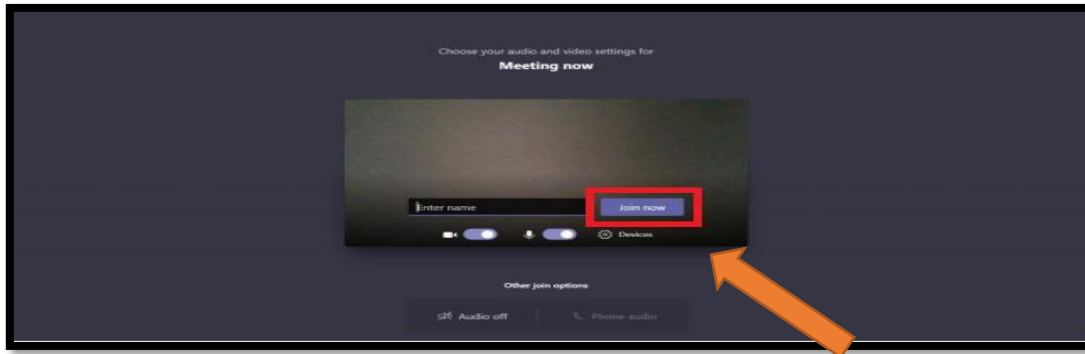 Choose your audio and video settings for
Meeting now
Enter name
Join now
Devices
Other join options
Audio off
Phone audio